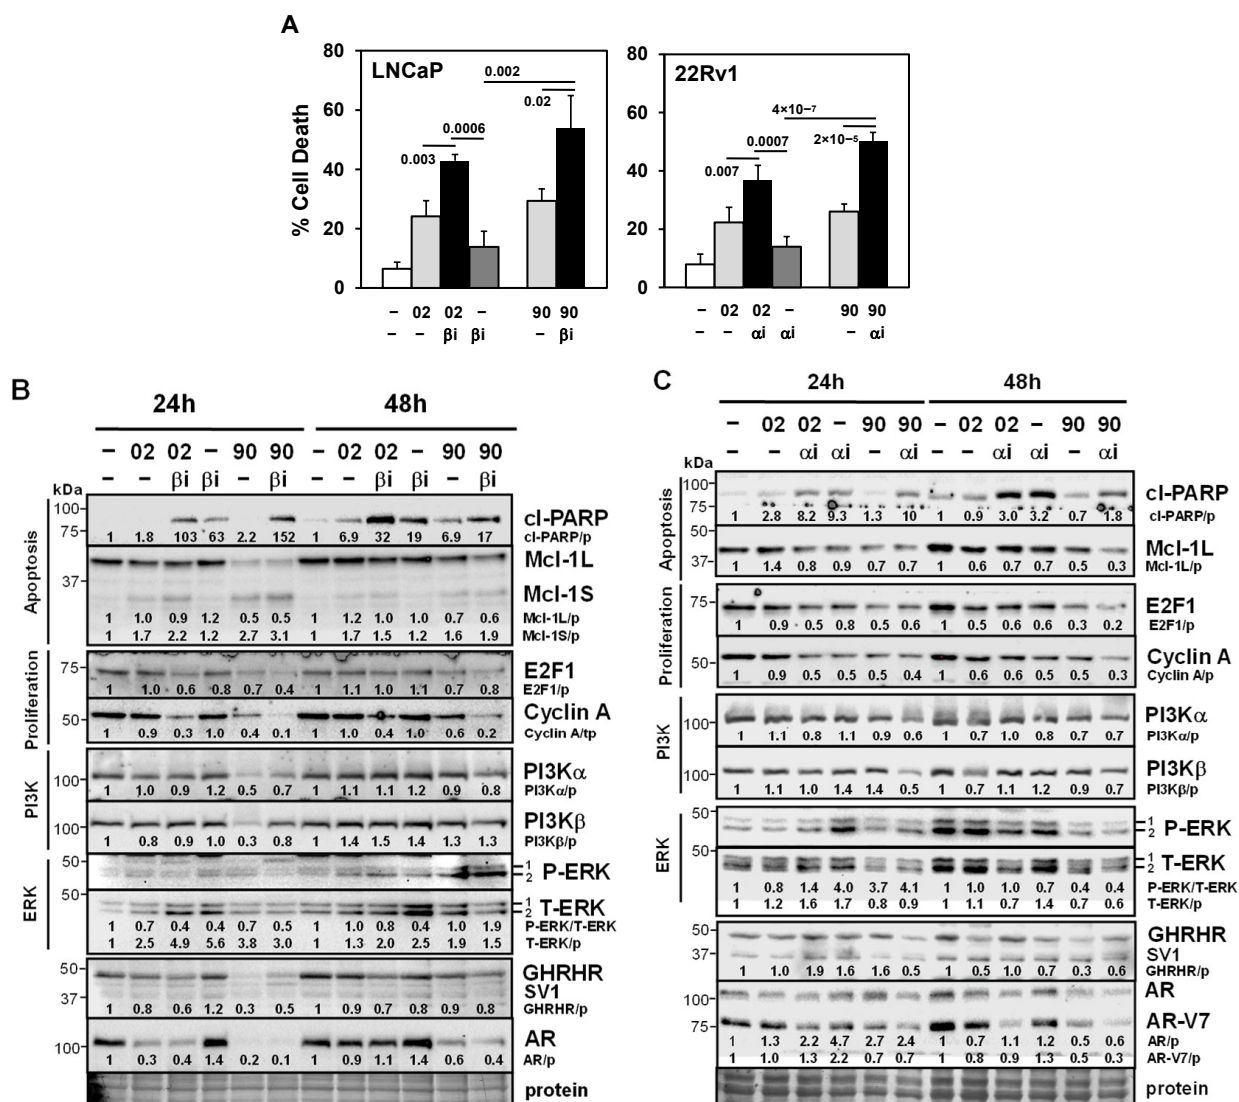 A
80
60
40
20
0
% Cell Death
LNCaP
0.002
0.02
0.0006
0.003
– 02 02 – 90 90
– – βi βi – βi
80
60
40
20
0
22Rv1
4×10–7
2×10–5
0.0007
0.007
– 02 02 – 90 90
– – αi αi – αi
B
24h 48h
– 02 02 – 90 90 – 02 02 – 90 90
– – βi βi – βi – – βi βi – βi
kDa
Apoptosis
100
75
cl-PARP
1 1.8 103 63 2.2 152 1 6.9 32 19 6.9 17 cl-PARP/p
Mcl-1L
37
Mcl-1S
1 1.0 0.9 1.2 0.5 0.5 1 1.2 1.0 1.0 0.7 0.6 Mcl-1L/p
1 1.7 2.2 1.2 2.7 3.1 1 1.7 1.5 1.2 1.6 1.9 Mcl-1S/p
Proliferation
75
E2F1
1 1.0 0.6 0.8 0.7 0.4 1 1.1 1.0 1.1 0.7 0.8 E2F1/p
50
Cyclin A
1 0.9 0.3 1.0 0.4 0.1 1 1.0 0.4 1.0 0.6 0.2 Cyclin A/tp
PI3K
100
PI3Kα
1 1.0 0.9 1.2 0.5 0.7 1 1.1 1.1 1.2 0.9 0.8 PI3Kα/p
100
PI3Kβ
1 0.8 0.9 1.0 0.3 0.8 1 1.4 1.5 1.4 1.3 1.3 PI3Kβ/p
ERK
50
1
2 P-ERK
50
1
2 T-ERK
1 0.7 0.4 0.4 0.7 0.5 1 1.0 0.8 0.4 1.0 1.9 P-ERK/T-ERK
1 2.5 4.9 5.6 3.8 3.0 1 1.3 2.0 2.5 1.9 1.5 T-ERK/p
50
GHRHR
SV1
37
1 0.8 0.6 1.2 0.3 0.5 1 0.9 0.7 0.8 0.9 0.8 GHRHR/p
100
AR
1 0.3 0.4 1.4 0.2 0.1 1 0.9 1.1 1.4 0.6 0.4 AR/p
protein
C
24h 48h
– 02 02 – 90 90 – 02 02 – 90 90
– – αi αi – αi – – αi αi – αi
kDa
Apoptosis
100
75
cl-PARP
1 2.8 8.2 9.3 1.3 10 1 0.9 3.0 3.2 0.7 1.8 cl-PARP/p
50
37
Mcl-1L
1 1.4 0.8 0.9 0.7 0.7 1 0.6 0.7 0.7 0.5 0.3 Mcl-1L/p
Proliferation
75
E2F1
1 0.9 0.5 0.8 0.5 0.6 1 0.5 0.6 0.6 0.3 0.2 E2F1/p
50
Cyclin A
1 0.9 0.5 0.5 0.5 0.4 1 0.6 0.6 0.5 0.5 0.3 Cyclin A/p
PI3K
100
PI3Kα
1 1.1 0.8 1.1 0.9 0.6 1 0.7 1.0 0.8 0.7 0.7 PI3Kα/p
100
PI3Kβ
1 1.1 1.0 1.4 1.4 0.5 1 0.7 1.1 1.2 0.9 0.7 PI3Kβ/p
ERK
50
1
2 P-ERK
50
1
2 T-ERK
1 0.8 1.4 4.0 3.7 4.1 1 1.0 1.0 0.7 0.4 0.4 P-ERK/T-ERK
1 1.2 1.6 1.7 0.8 0.9 1 1.1 0.7 1.4 0.7 0.6 T-ERK/p
50
GHRHR
37
SV1
1 1.0 1.9 1.6 1.6 0.5 1 0.5 1.0 0.7 0.3 0.6 GHRHR/p
100
AR
75
AR-V7
1 1.3 2.2 4.7 2.7 2.4 1 0.7 1.1 1.2 0.5 0.6 AR/p
1 1.0 1.3 2.2 0.7 0.7 1 0.8 0.9 1.3 0.5 0.3 AR-V7/p
protein